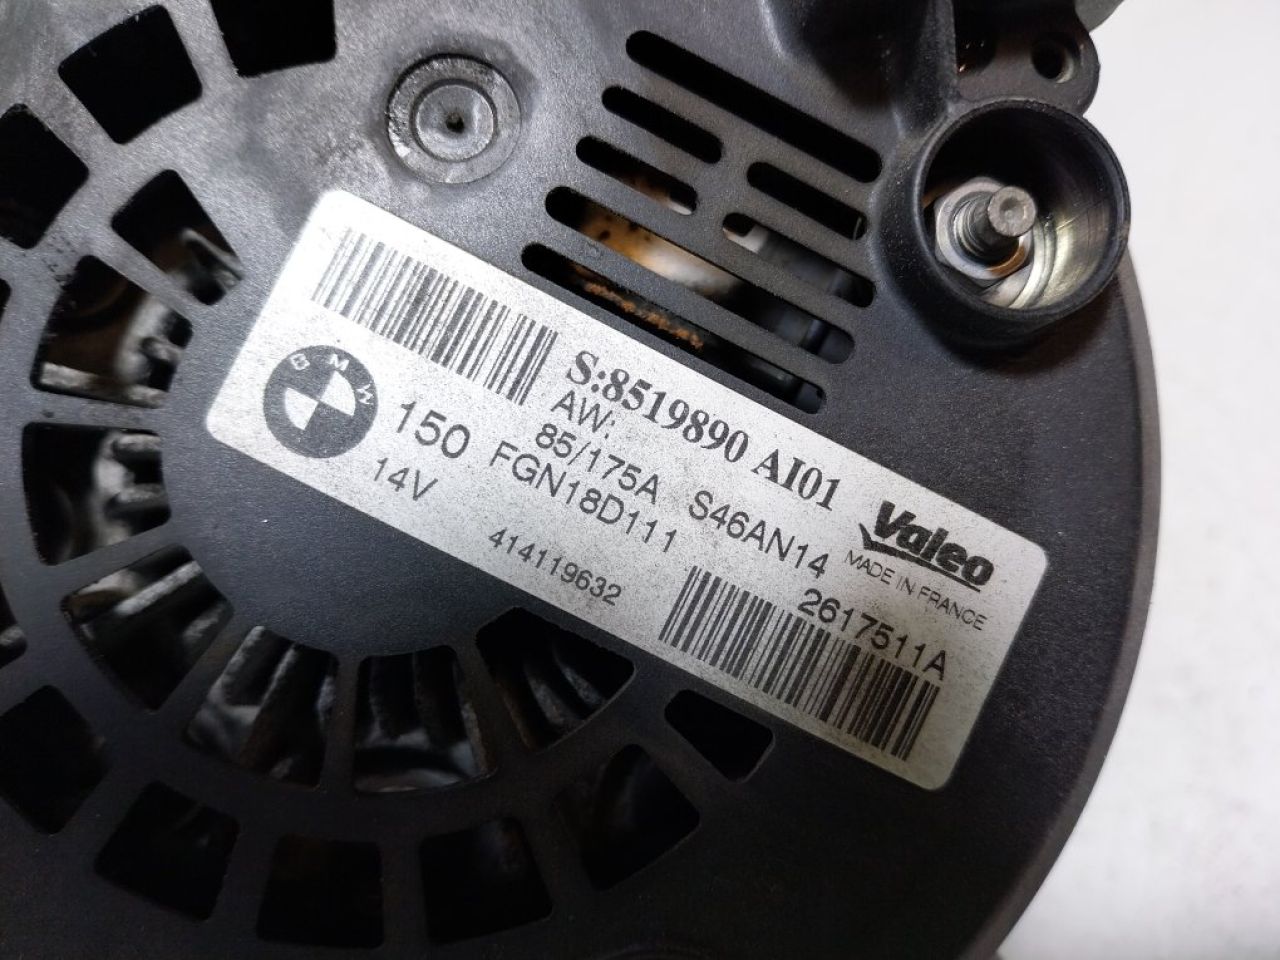 S:8519890 AI01
AW:
BMW
150 85/175A S46AN14
14V FGN18D111
Valeo
MADE IN FRANCE
414119632
2617511A